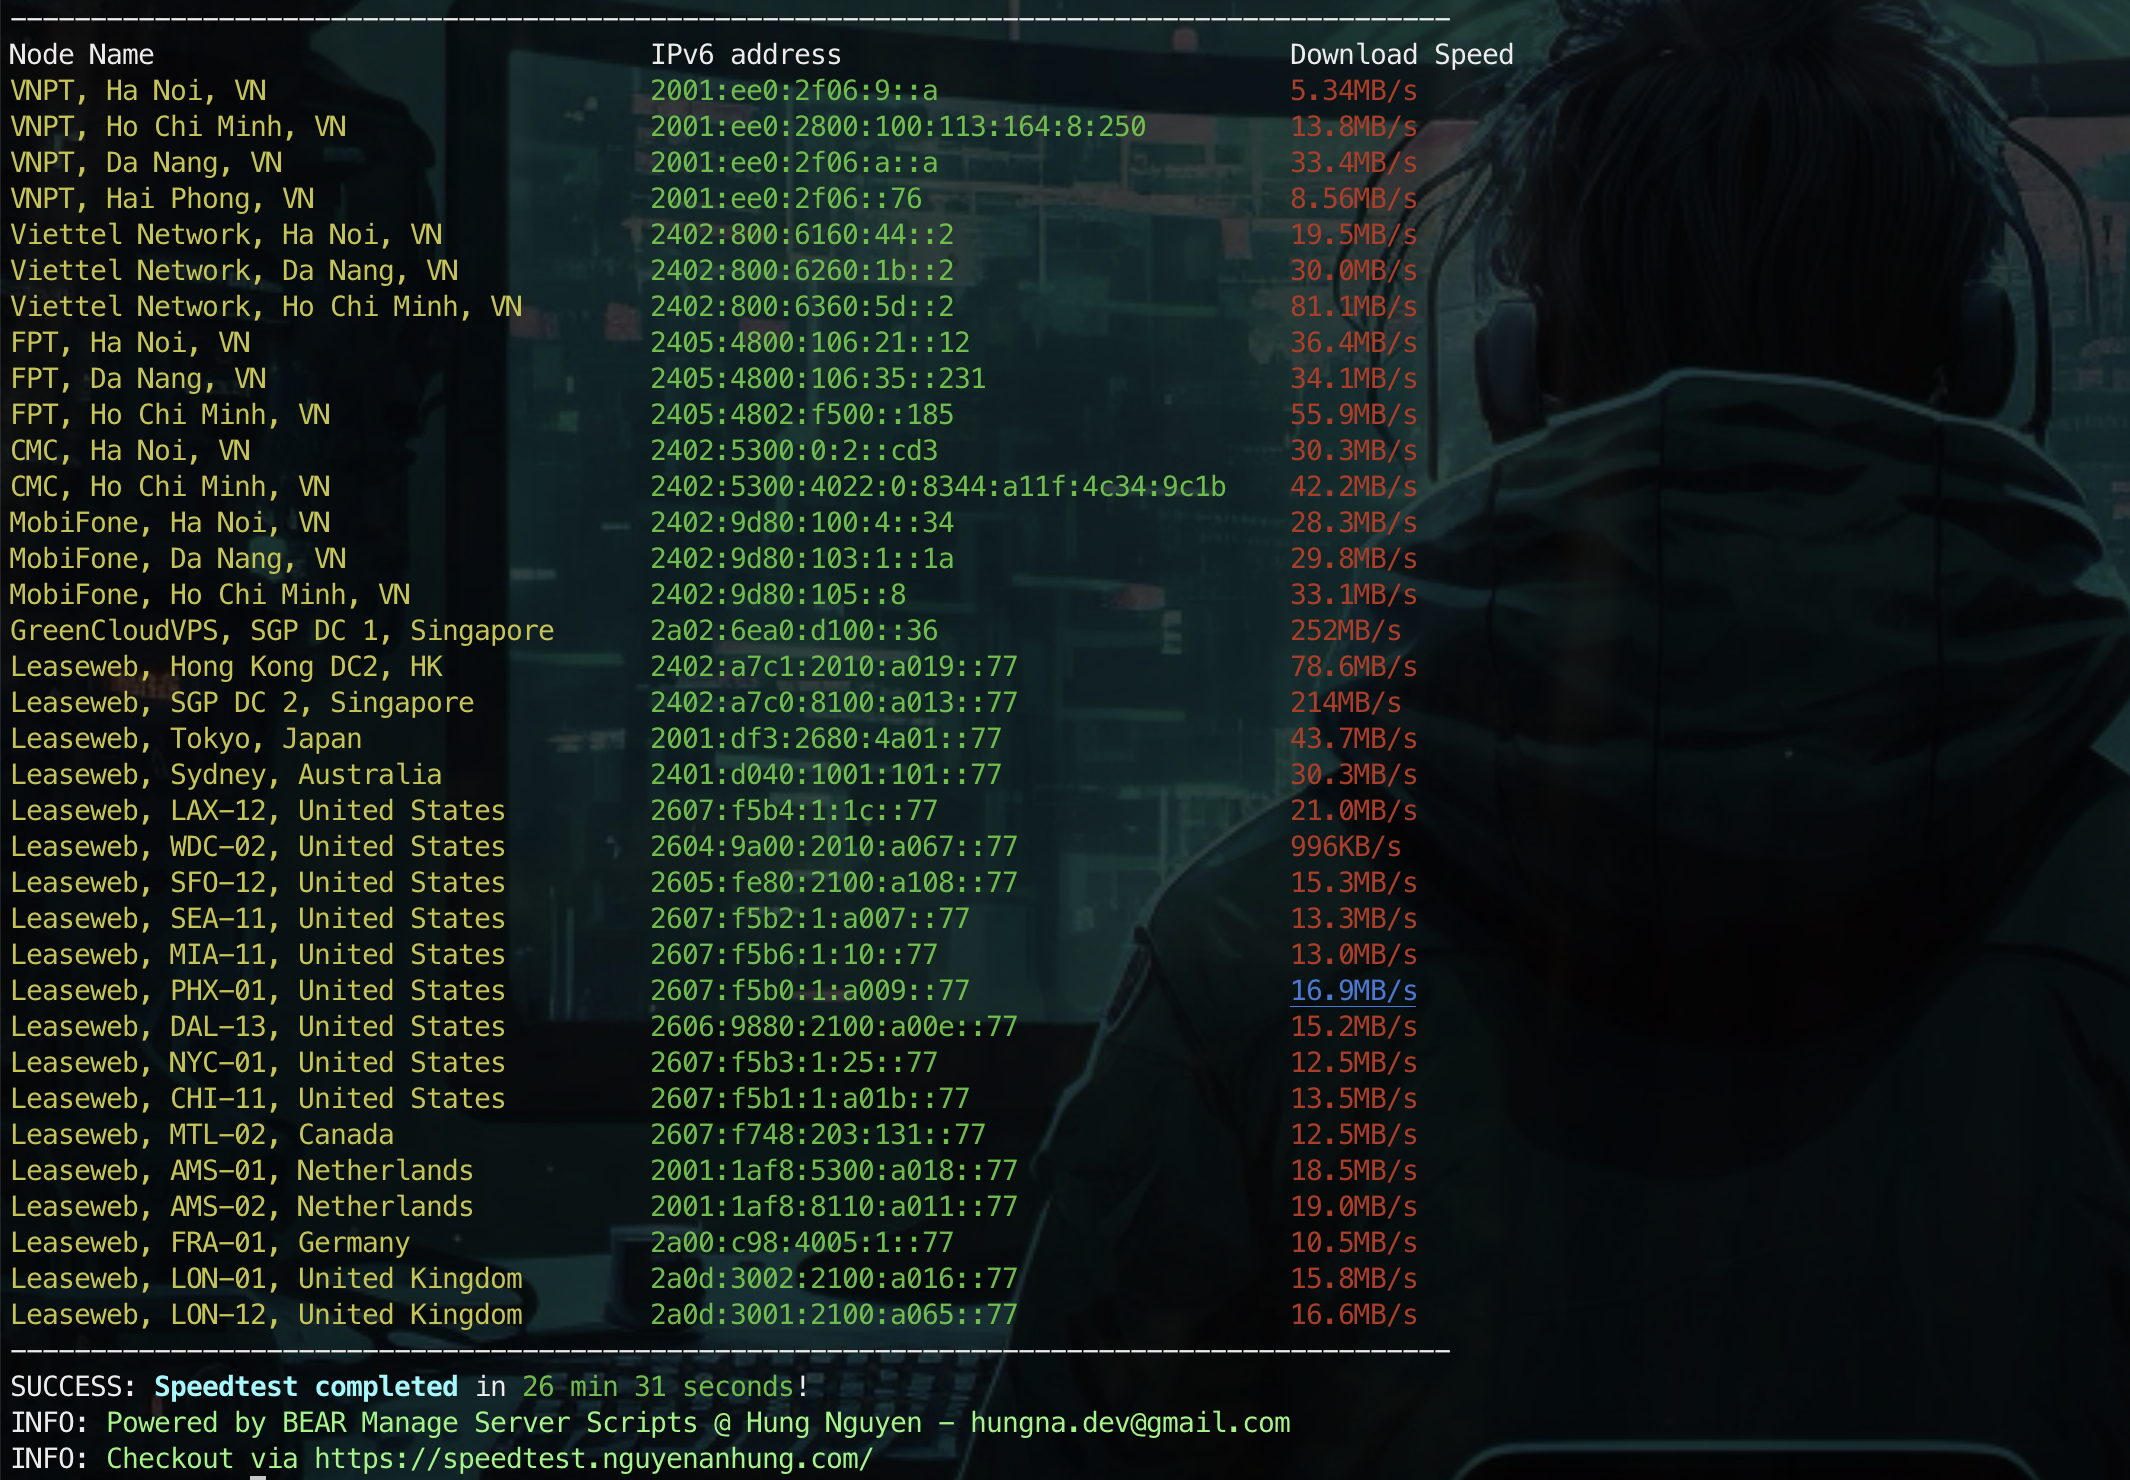 ------------------------------------------------------------------------------------------
Node Name                               IPv6 address                            Download Speed
VNPT, Ha Noi, VN                        2001:ee0:2f06:9::a                      5.34MB/s
VNPT, Ho Chi Minh, VN                   2001:ee0:2800:100:113:164:8:250         13.8MB/s
VNPT, Da Nang, VN                       2001:ee0:2f06:a::a                      33.4MB/s
VNPT, Hai Phong, VN                     2001:ee0:2f06::76                       8.56MB/s
Viettel Network, Ha Noi, VN             2402:800:6160:44::2                     19.5MB/s
Viettel Network, Da Nang, VN            2402:800:6260:1b::2                     30.0MB/s
Viettel Network, Ho Chi Minh, VN        2402:800:6360:5d::2                     81.1MB/s
FPT, Ha Noi, VN                         2405:4800:106:21::12                    36.4MB/s
FPT, Da Nang, VN                        2405:4800:106:35::231                   34.1MB/s
FPT, Ho Chi Minh, VN                    2405:4802:f500::185                     55.9MB/s
CMC, Ha Noi, VN                         2402:5300:0:2::cd3                      30.3MB/s
CMC, Ho Chi Minh, VN                    2402:5300:4022:0:8344:a11f:4c34:9c1b    42.2MB/s
MobiFone, Ha Noi, VN                    2402:9d80:100:4::34                     28.3MB/s
MobiFone, Da Nang, VN                   2402:9d80:103:1::1a                     29.8MB/s
MobiFone, Ho Chi Minh, VN               2402:9d80:105::8                        33.1MB/s
GreenCloudVPS, SGP DC 1, Singapore      2a02:6ea0:d100::36                      252MB/s
Leaseweb, Hong Kong DC2, HK             2402:a7c1:2010:a019::77                 78.6MB/s
Leaseweb, SGP DC 2, Singapore           2402:a7c0:8100:a013::77                 214MB/s
Leaseweb, Tokyo, Japan                  2001:df3:2680:4a01::77                  43.7MB/s
Leaseweb, Sydney, Australia             2401:d040:1001:101::77                  30.3MB/s
Leaseweb, LAX-12, United States         2607:f5b4:1:1c::77                      21.0MB/s
Leaseweb, WDC-02, United States         2604:9a00:2010:a067::77                 996KB/s
Leaseweb, SFO-12, United States         2605:fe80:2100:a108::77                 15.3MB/s
Leaseweb, SEA-11, United States         2607:f5b2:1:a007::77                    13.3MB/s
Leaseweb, MIA-11, United States         2607:f5b6:1:10::77                      13.0MB/s
Leaseweb, PHX-01, United States         2607:f5b0:1:a009::77                    16.9MB/s
Leaseweb, DAL-13, United States         2606:9880:2100:a00e::77                 15.2MB/s
Leaseweb, NYC-01, United States         2607:f5b3:1:25::77                      12.5MB/s
Leaseweb, CHI-11, United States         2607:f5b1:1:a01b::77                    13.5MB/s
Leaseweb, MTL-02, Canada                2607:f748:203:131::77                   12.5MB/s
Leaseweb, AMS-01, Netherlands           2001:1af8:5300:a018::77                 18.5MB/s
Leaseweb, AMS-02, Netherlands           2001:1af8:8110:a011::77                 19.0MB/s
Leaseweb, FRA-01, Germany               2a00:c98:4005:1::77                     10.5MB/s
Leaseweb, LON-01, United Kingdom        2a0d:3002:2100:a016::77                 15.8MB/s
Leaseweb, LON-12, United Kingdom        2a0d:3001:2100:a065::77                 16.6MB/s
------------------------------------------------------------------------------------------
SUCCESS: Speedtest completed in 26 min 31 seconds!
INFO: Powered by BEAR Manage Server Scripts @ Hung Nguyen - hungna.dev@gmail.com
INFO: Checkout via https://speedtest.nguyenanhung.com/